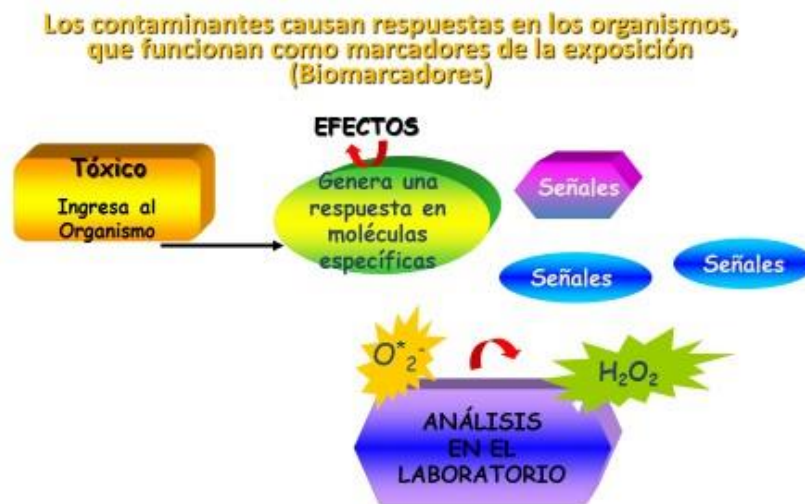 Los contaminantes causan respuestas en los organismos,
que funcionan como marcadores de la exposición
(Biomarcadores)
EFECTOS
Tóxico
Ingresa al
Organismo
Genera una
respuesta en
moléculas
específicas
Señales
Señales
Señales
O*2-
H2O2
ANÁLISIS
EN EL
LABORATORIO